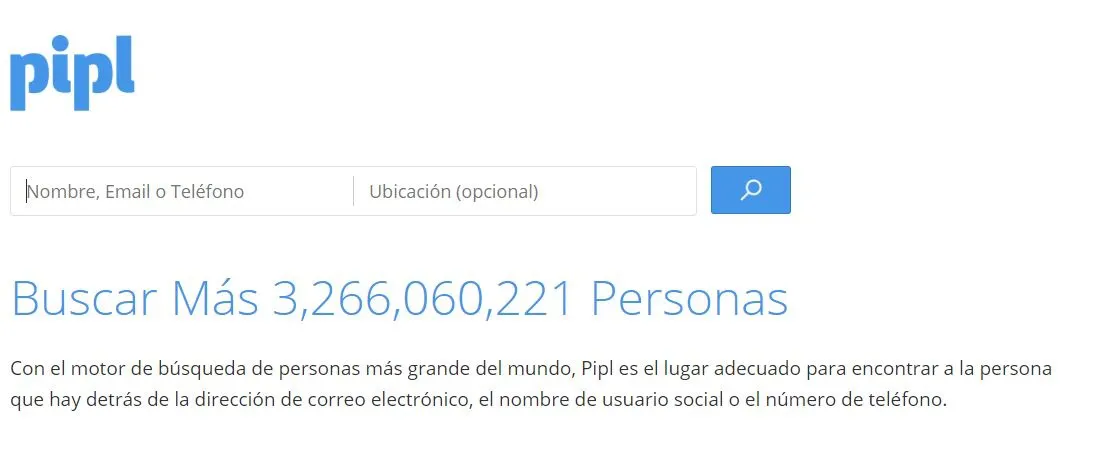 pipl
Nombre, Email o Teléfono Ubicación (opcional)
Buscar Más 3,266,060,221 Personas
Con el motor de búsqueda de personas más grande del mundo, Pipl es el lugar adecuado para encontrar a la persona
que hay detrás de la dirección de correo electrónico, el nombre de usuario social o el número de teléfono.